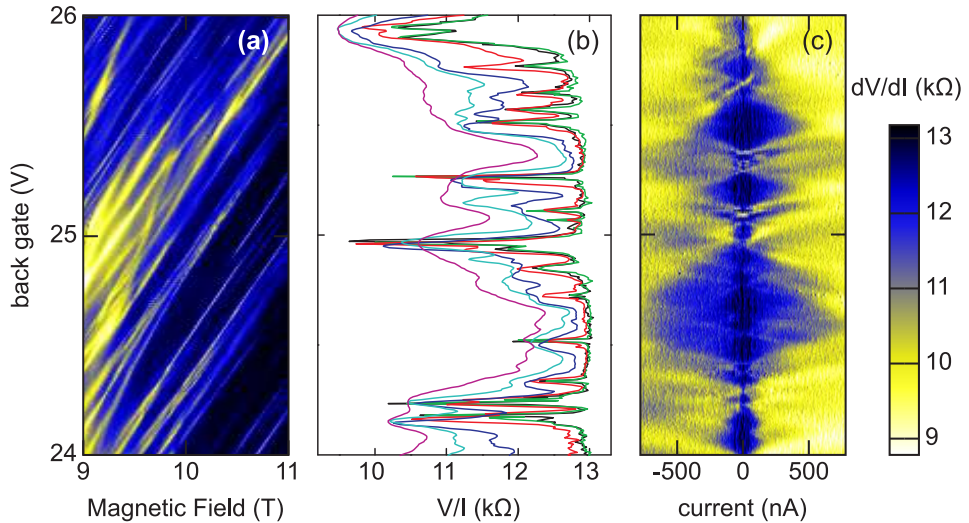 (a)
(b)
(c)
26
25
24
back gate (V)
9
10
11
Magnetic Field (T)
10
11
12
13
V/I (kΩ)
-500
0
500
current (nA)
dV/dI (kΩ)
13
12
11
10
9